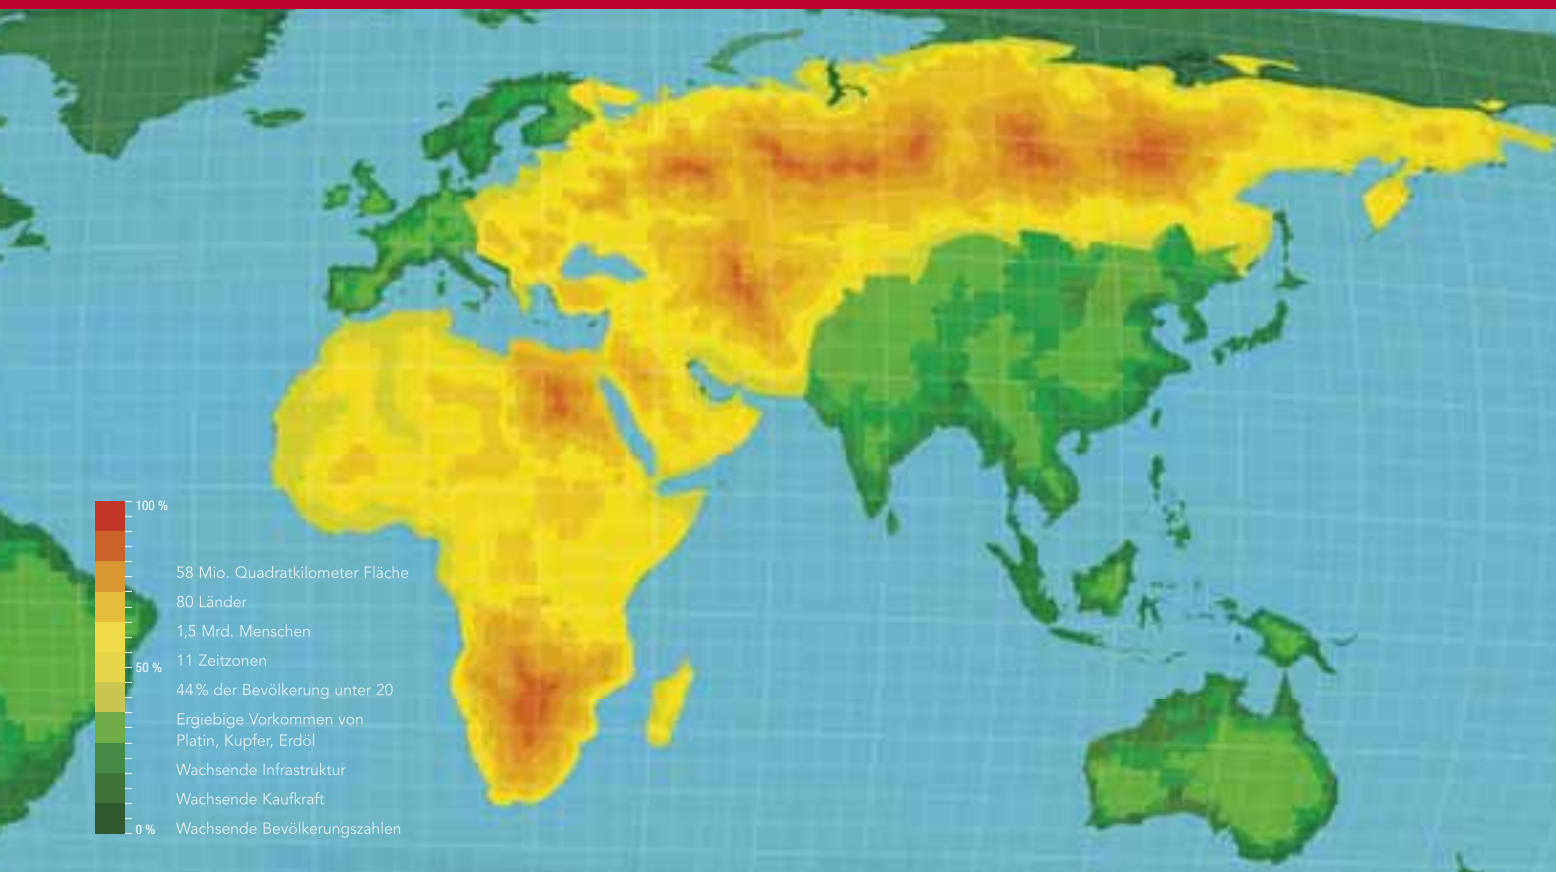 100 %
58 Mio. Quadratkilometer Fläche
80 Länder
1,5 Mrd. Menschen
11 Zeitzonen
50 %
44 % der Bevölkerung unter 20
Ergiebige Vorkommen von
Platin, Kupfer, Erdöl
Wachsende Infrastruktur
Wachsende Kaufkraft
0 %
Wachsende Bevölkerungszahlen